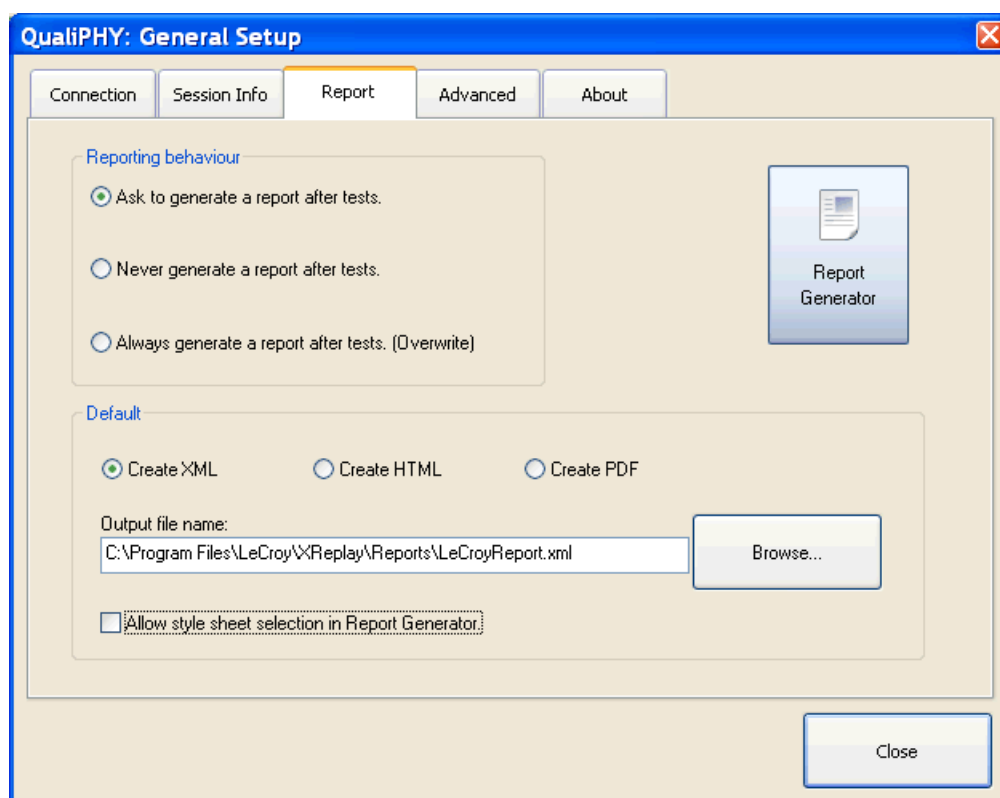 QualiPHY: General Setup
Connection
Session Info
Report
Advanced
About
Reporting behaviour
Ask to generate a report after tests.
Never generate a report after tests.
Always generate a report after tests. (Overwrite)
Report
Generator
Default
Create XML
Create HTML
Create PDF
Output file name:
C:\Program Files\LeCroy\XReplay\Reports\LeCroyReport.xml
Browse...
Allow style sheet selection in Report Generator.
Close